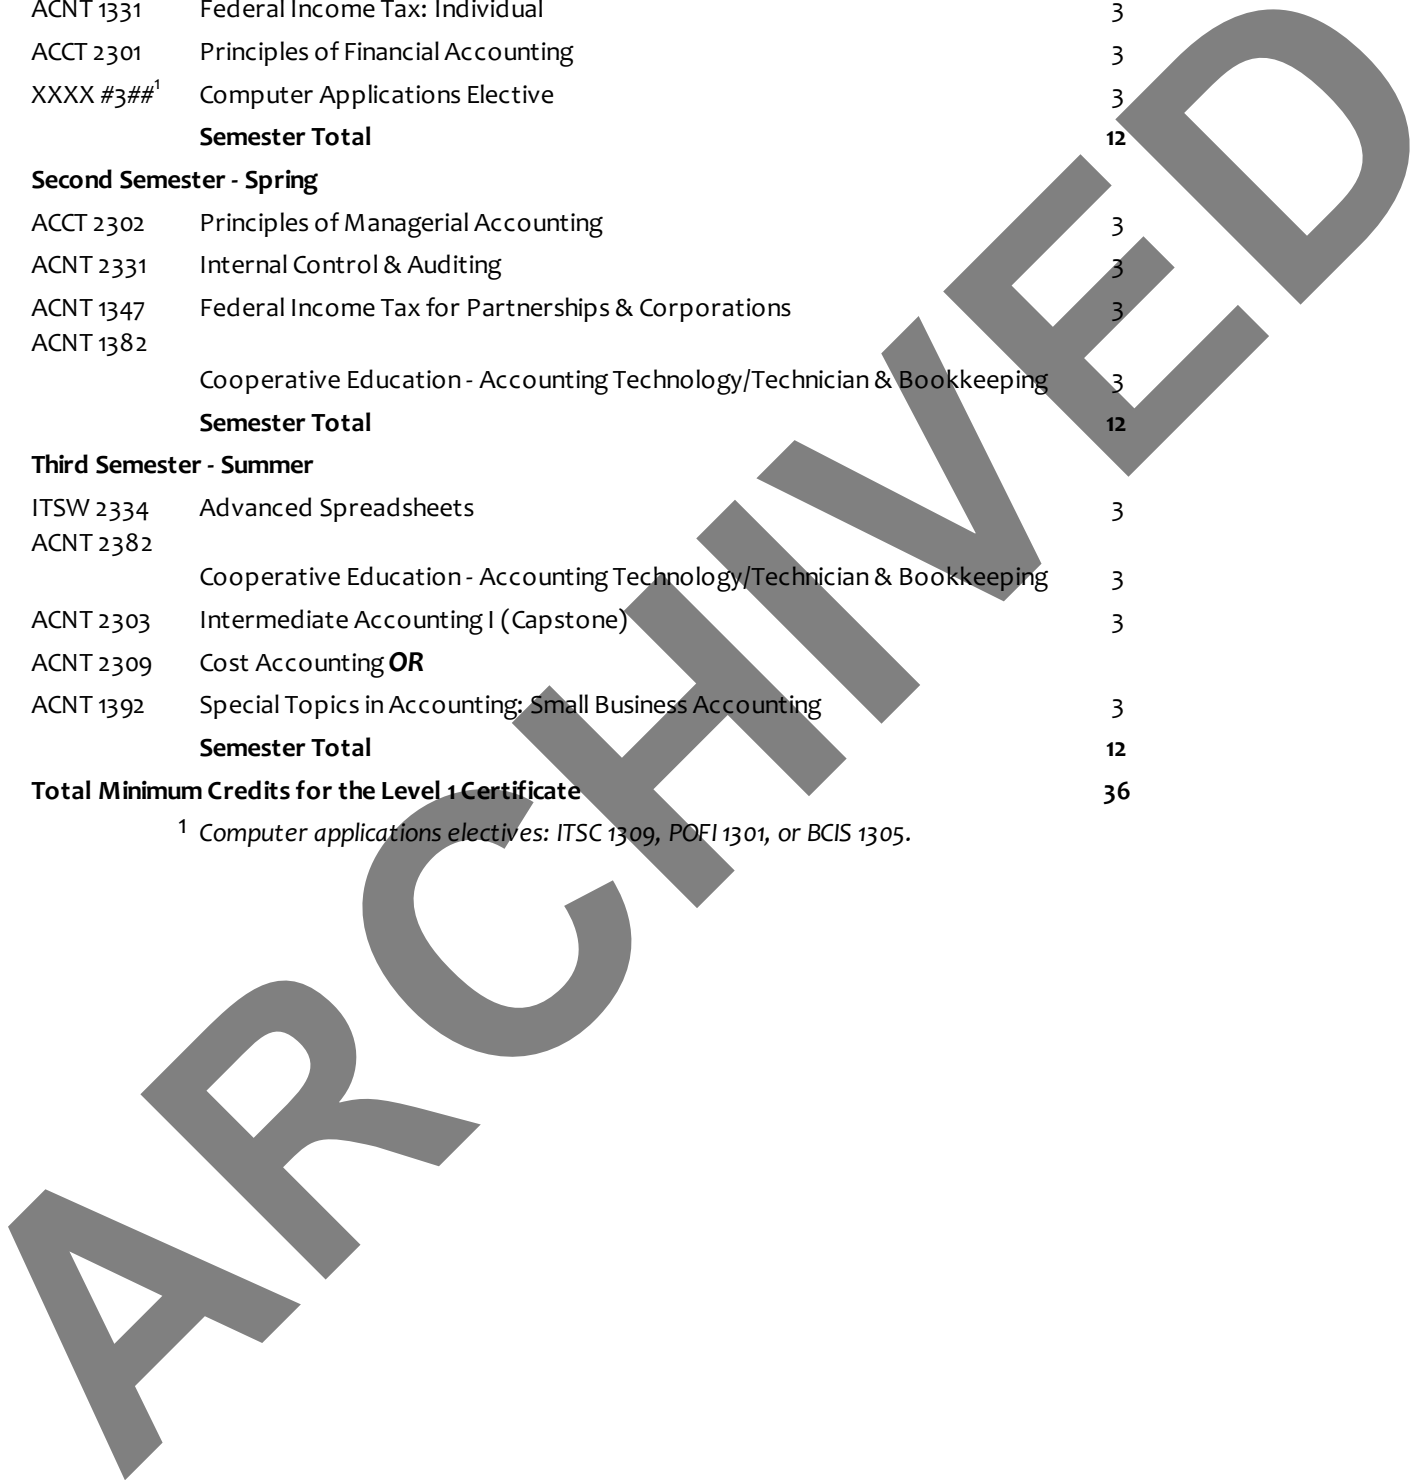 ACNT 1331 Federal Income Tax: Individual 3
ACCT 2301 Principles of Financial Accounting 3
XXXX #3##¹ Computer Applications Elective 3
Semester Total 12
Second Semester - Spring
ACCT 2302 Principles of Managerial Accounting 3
ACNT 2331 Internal Control & Auditing 3
ACNT 1347 Federal Income Tax for Partnerships & Corporations 3
ACNT 1382
Cooperative Education - Accounting Technology/Technician & Bookkeeping 3
Semester Total 12
Third Semester - Summer
ITSW 2334 Advanced Spreadsheets 3
ACNT 2382
Cooperative Education - Accounting Technology/Technician & Bookkeeping 3
ACNT 2303 Intermediate Accounting I (Capstone) 3
ACNT 2309 Cost Accounting OR
ACNT 1392 Special Topics in Accounting: Small Business Accounting 3
Semester Total 12
Total Minimum Credits for the Level 1 Certificate 36
¹ Computer applications electives: ITSC 1309, POFI 1301, or BCIS 1305.
ARCHIVED